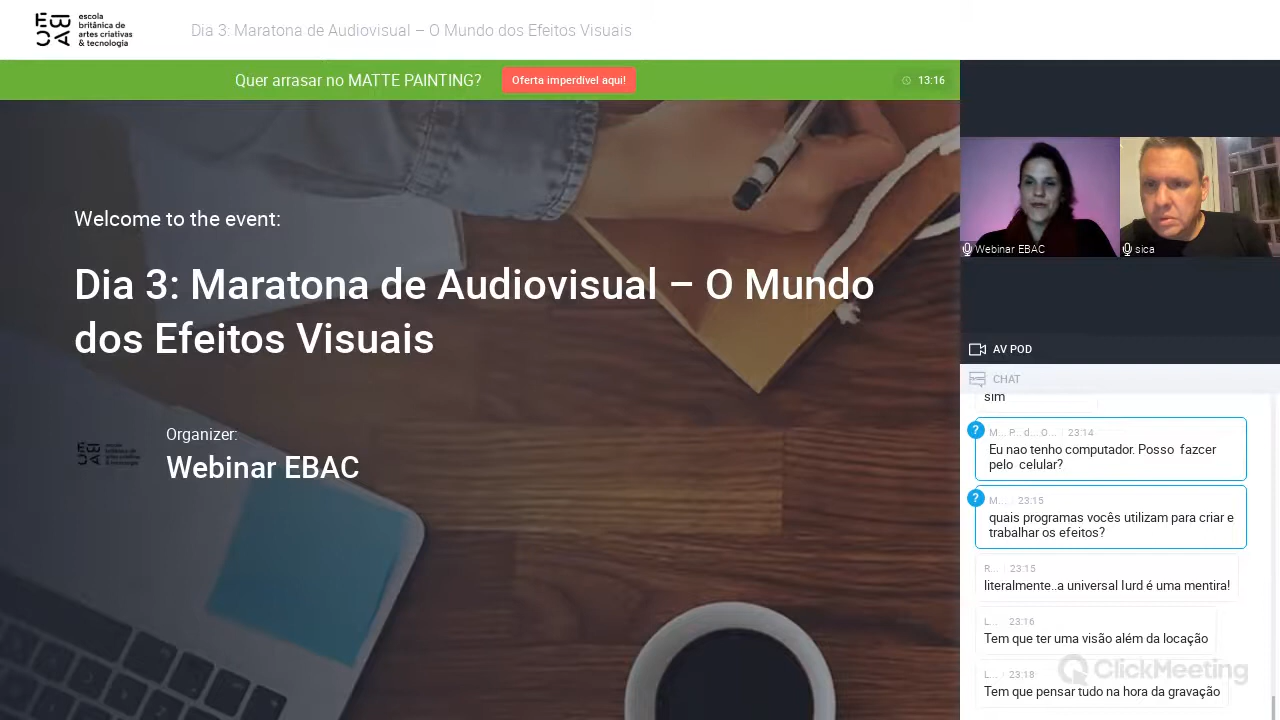 escola
britânica de
artes criativas
& tecnologia
Dia 3: Maratona de Audiovisual – O Mundo dos Efeitos Visuais
Quer arrasar no MATTE PAINTING?
Oferta imperdível aqui!
13:16
Welcome to the event:
Dia 3: Maratona de Audiovisual – O Mundo
dos Efeitos Visuais
Organizer:
Webinar EBAC
Webinar EBAC
sica
AV POD
CHAT
sim
M... P... d... O... 23:14
Eu nao tenho computador. Posso fazcer
pelo celular?
M... 23:15
quais programas vocês utilizam para criar e
trabalhar os efeitos?
R... 23:15
literalmente..a universal Iurd é uma mentira!
L... 23:16
Tem que ter uma visão além da locação
L... 23:18
Tem que pensar tudo na hora da gravação
ClickMeeting